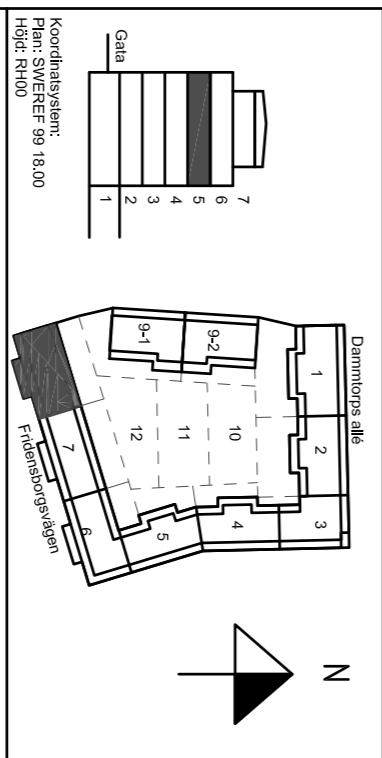 Koordinatsystem:
Plan: SWEREF 99 18.00
Höjd: RH00
Gata
1
2
3
4
5
6
7
Dammtorps allé
1
2
3
4
5
6
7
9-1
9-2
10
11
12
Fridensborgsvägen
N